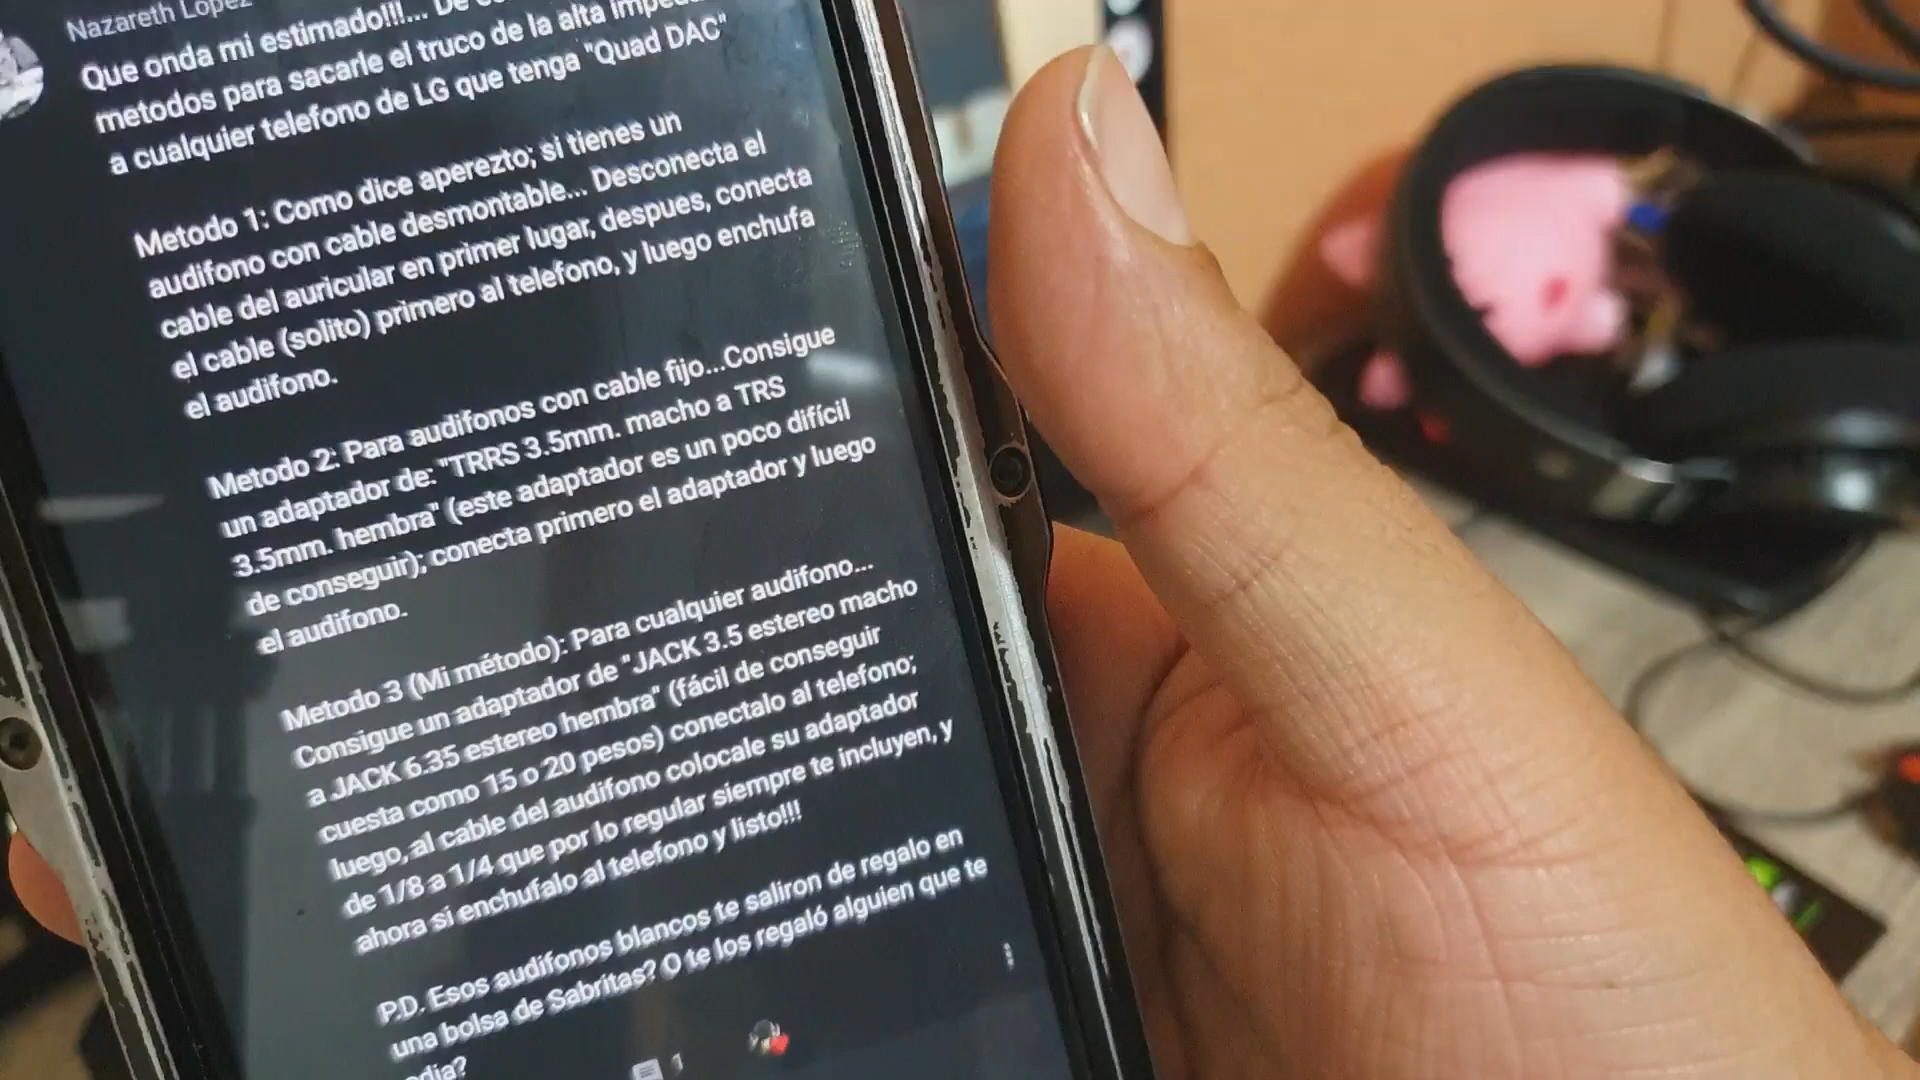 Nazareth Lopez
Que onda mi estimado!!!... De
metodos para sacarle el truco de la alta
a cualquier telefono de LG que tenga "Quad DAC"
Metodo 1: Como dice aperezto; si tienes un
audifono con cable desmontable... Desconecta el
cable del auricular en primer lugar, despues, conecta
el cable (solito) primero al telefono, y luego enchufa
el audifono.
Metodo 2: Para audifonos con cable fijo...Consigue
un adaptador de: "TRRS 3.5mm. macho a TRS
3.5mm. hembra" (este adaptador es un poco difícil
de conseguir); conecta primero el adaptador y luego
el audifono.
Metodo 3 (Mi método): Para cualquier audifono...
Consigue un adaptador de "JACK 3.5 estereo macho
a JACK 6.35 estereo hembra" (fácil de conseguir
cuesta como 15 o 20 pesos) conectalo al telefono;
luego, al cable del audifono colocale su adaptador
de 1/8 a 1/4 que por lo regular siempre te incluyen, y
ahora si enchufalo al telefono y listo!!!
P.D. Esos audifonos blancos te saliron de regalo en
una bolsa de Sabritas? O te los regaló alguien que te
1